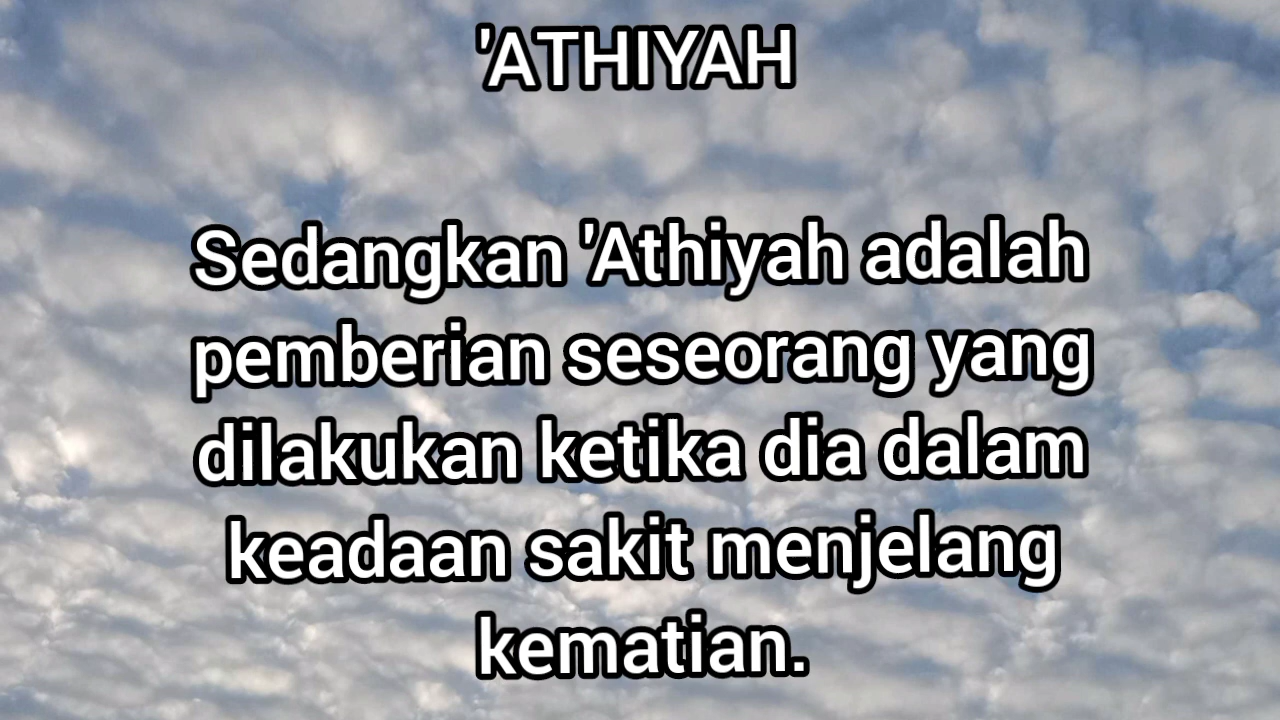 'ATHIYAH
Sedangkan 'Athiyah adalah
pemberian seseorang yang
dilakukan ketika dia dalam
keadaan sakit menjelang
kematian.